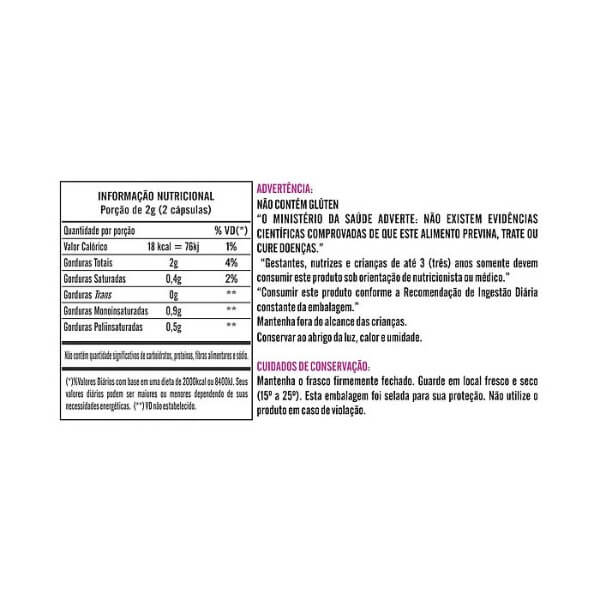 INFORMAÇÃO NUTRICIONAL
Porção de 2g (2 cápsulas)
Quantidade por porção % VD(*)
Valor Calórico 18 kcal = 76kj 1%
Gorduras Totais 2g 4%
Gorduras Saturadas 0,4g 2%
Gorduras Trans 0g **
Gorduras Monoinsaturadas 0,9g **
Gorduras Poliinsaturadas 0,5g **
Não contém quantidade significativas de carboidratos, proteínas, fibras alimentares e sódio.
(*)%Valores Diários com base em uma dieta de 2000kcal ou 8400kJ. Seus
valores diários podem ser maiores ou menores dependendo de suas
necessidades energéticas. (**) VD não estabelecido.
ADVERTÊNCIA:
NÃO CONTÉM GLÚTEN
"O MINISTÉRIO DA SAÚDE ADVERTE: NÃO EXISTEM EVIDÊNCIAS
CIENTÍFICAS COMPROVADAS DE QUE ESTE ALIMENTO PREVINA, TRATE OU
CURE DOENÇAS."
"Gestantes, nutrizes e crianças de até 3 (três) anos somente devem
consumir este produto sob orientação de nutricionista ou médico."
"Consumir este produto conforme a Recomendação de Ingestão Diária
constante da embalagem."
Mantenha fora do alcance das crianças.
Conservar ao abrigo da luz, calor e umidade.
CUIDADOS DE CONSERVAÇÃO:
Mantenha o frasco firmemente fechado. Guarde em local fresco e seco
(15º a 25º). Esta embalagem foi selada para sua proteção. Não utilize o
produto em caso de violação.